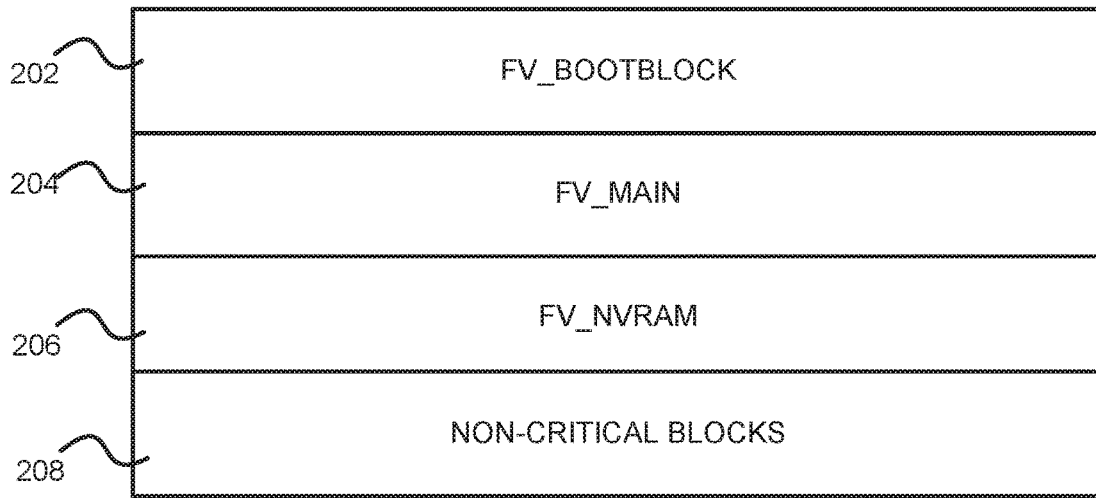 202
FV_BOOTBLOCK
204
FV_MAIN
206
FV_NVRAM
208
NON-CRITICAL BLOCKS